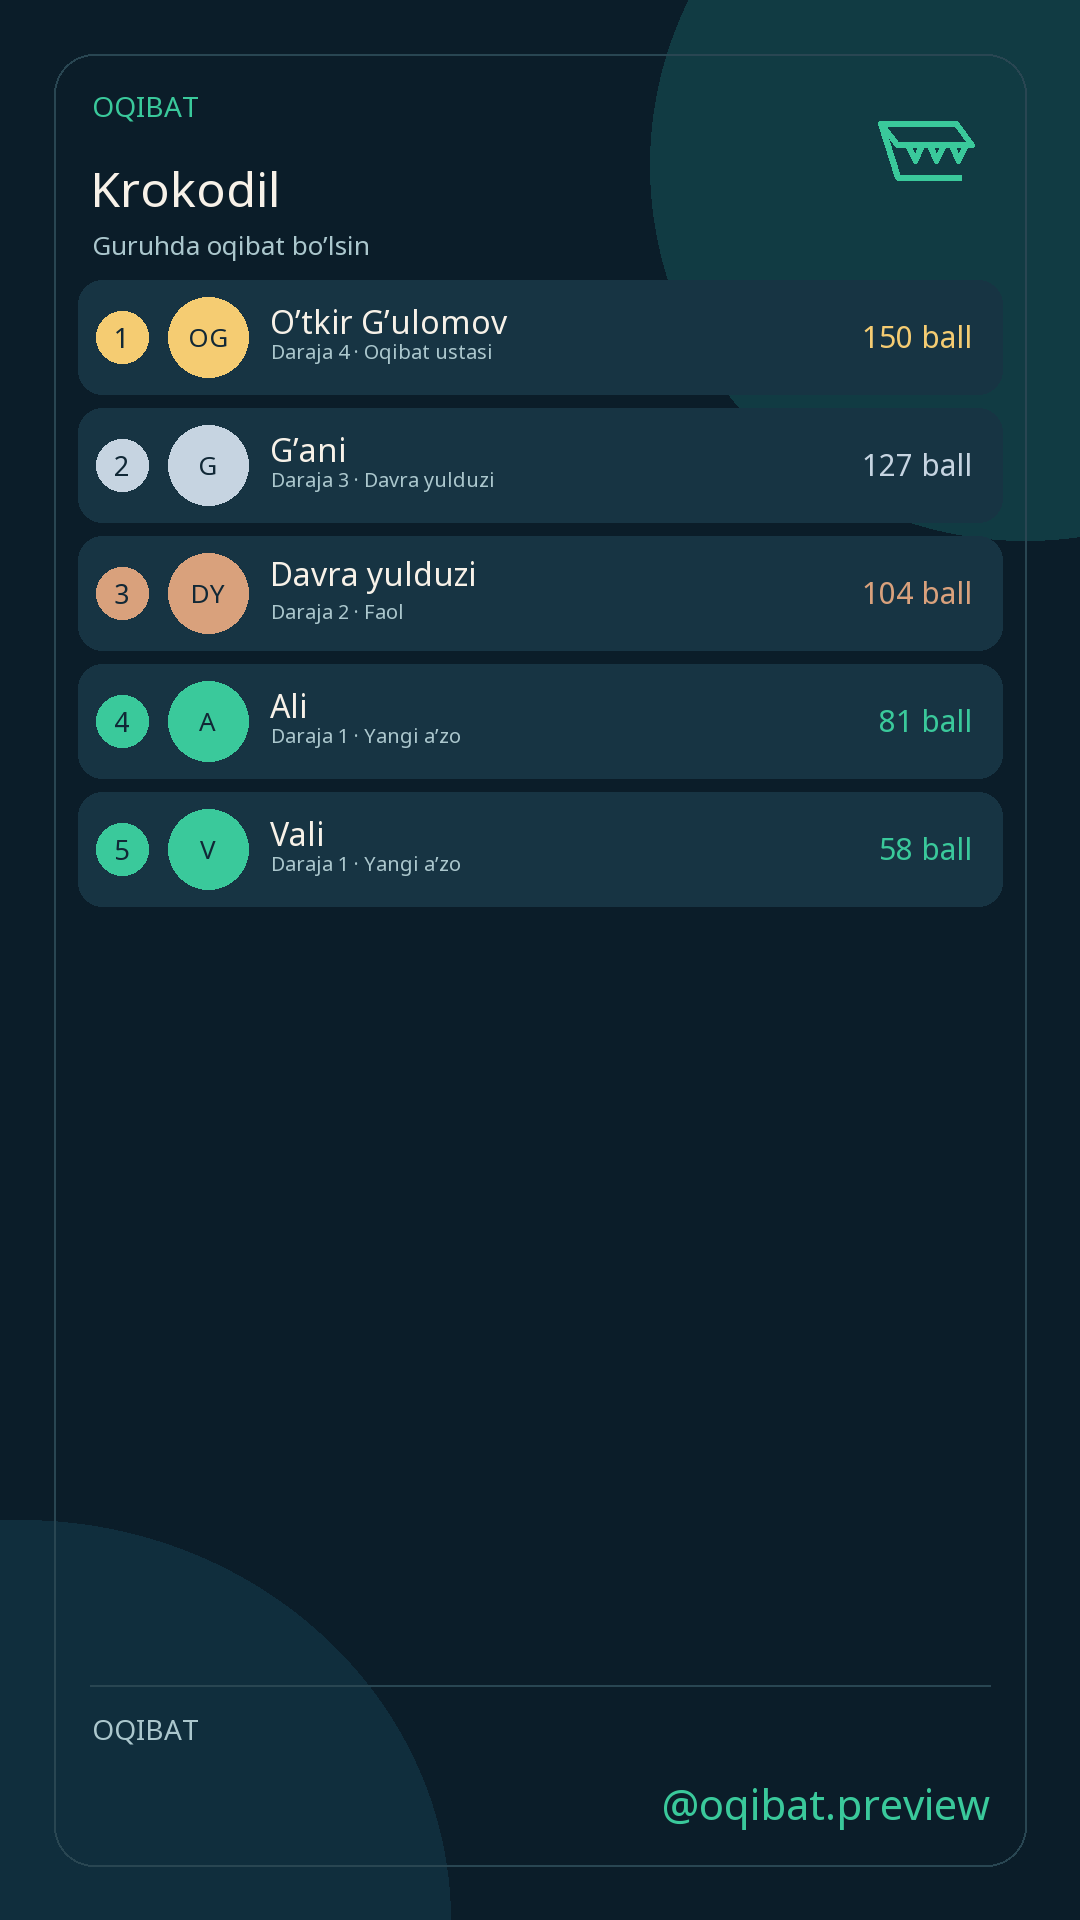 OQIBAT
Krokodil
Guruhda oqibat bo’lsin
1
OG
O’tkir G’ulomov
Daraja 4 · Oqibat ustasi
150 ball
2
G
G’ani
Daraja 3 · Davra yulduzi
127 ball
3
DY
Davra yulduzi
Daraja 2 · Faol
104 ball
4
A
Ali
Daraja 1 · Yangi a’zo
81 ball
5
V
Vali
Daraja 1 · Yangi a’zo
58 ball
OQIBAT
@oqibat.preview